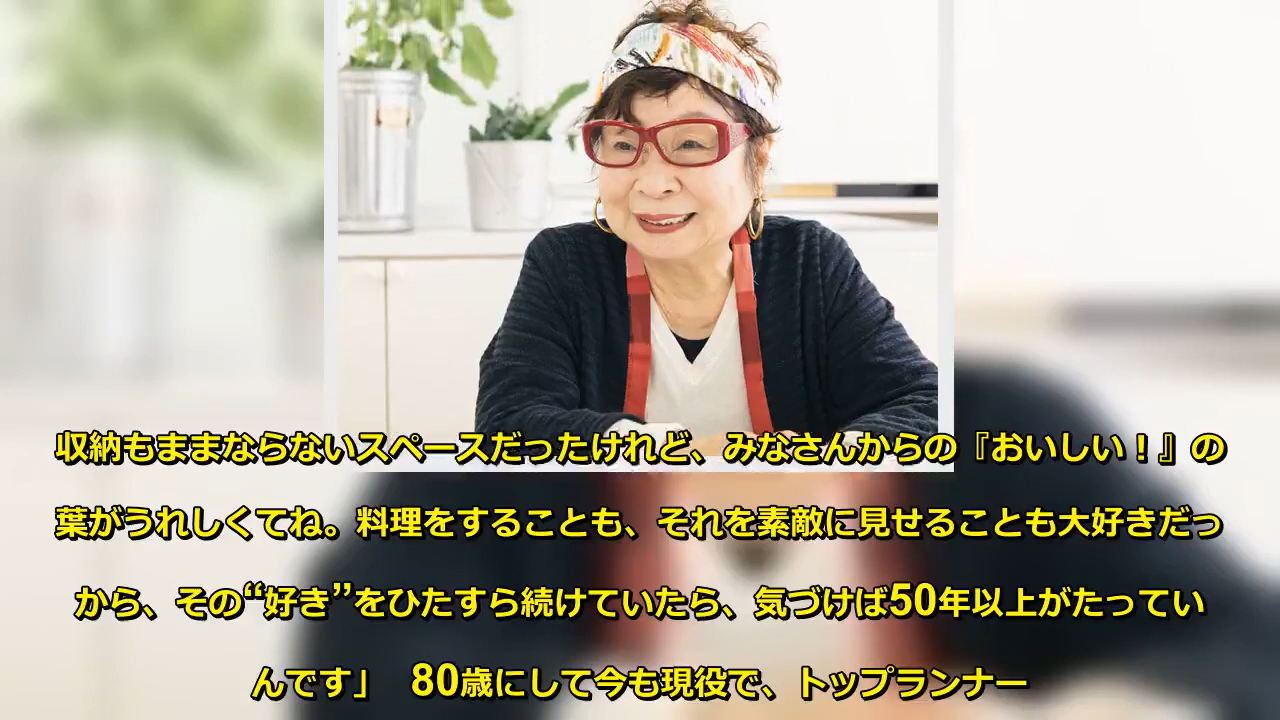 収納もままならないスペースだったけれど、みなさんからの『おいしい！』の
葉がうれしくてね。料理をすることも、それを素敵に見せることも大好きだっ
から、その“好き”をひたすら続けていたら、気づけば50年以上がたってい
んです」 80歳にして今も現役で、トップランナー